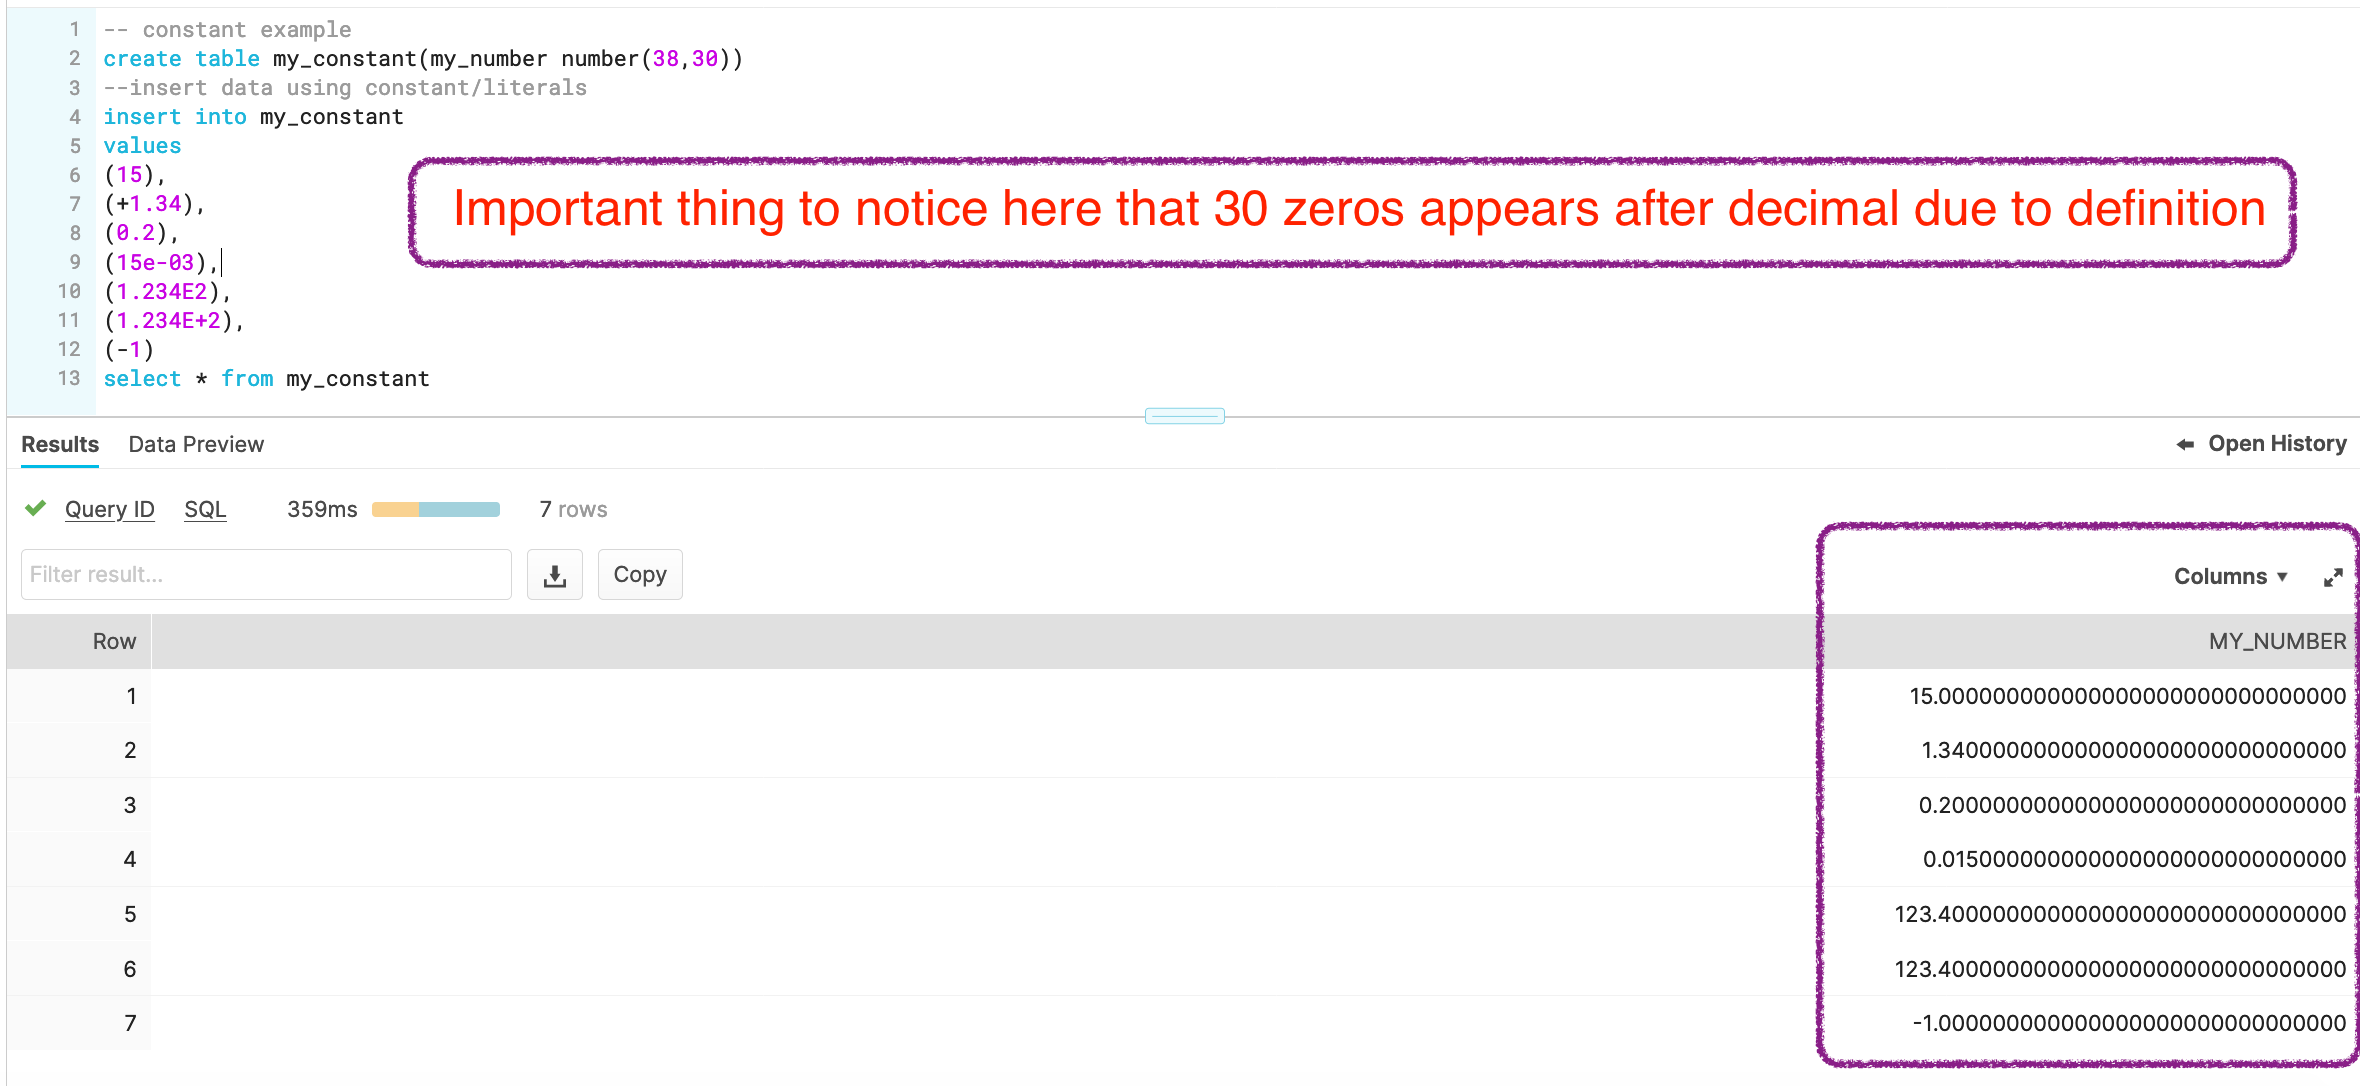 1 -- constant example
2 create table my_constant(my_number number(38,30))
3 --insert data using constant/literals
4 insert into my_constant
5 values
6 (15),
7 (+1.34),
8 (0.2),
9 (15e-03),
10 (1.234E2),
11 (1.234E+2),
12 (-1)
13 select * from my_constant
Important thing to notice here that 30 zeros appears after decimal due to definition
Results Data Preview Open History
Query ID SQL 359ms 7 rows
Filter result... Copy Columns
Row MY_NUMBER
1 15.000000000000000000000000000000
2 1.340000000000000000000000000000
3 0.200000000000000000000000000000
4 0.015000000000000000000000000000
5 123.400000000000000000000000000000
6 123.400000000000000000000000000000
7 -1.000000000000000000000000000000